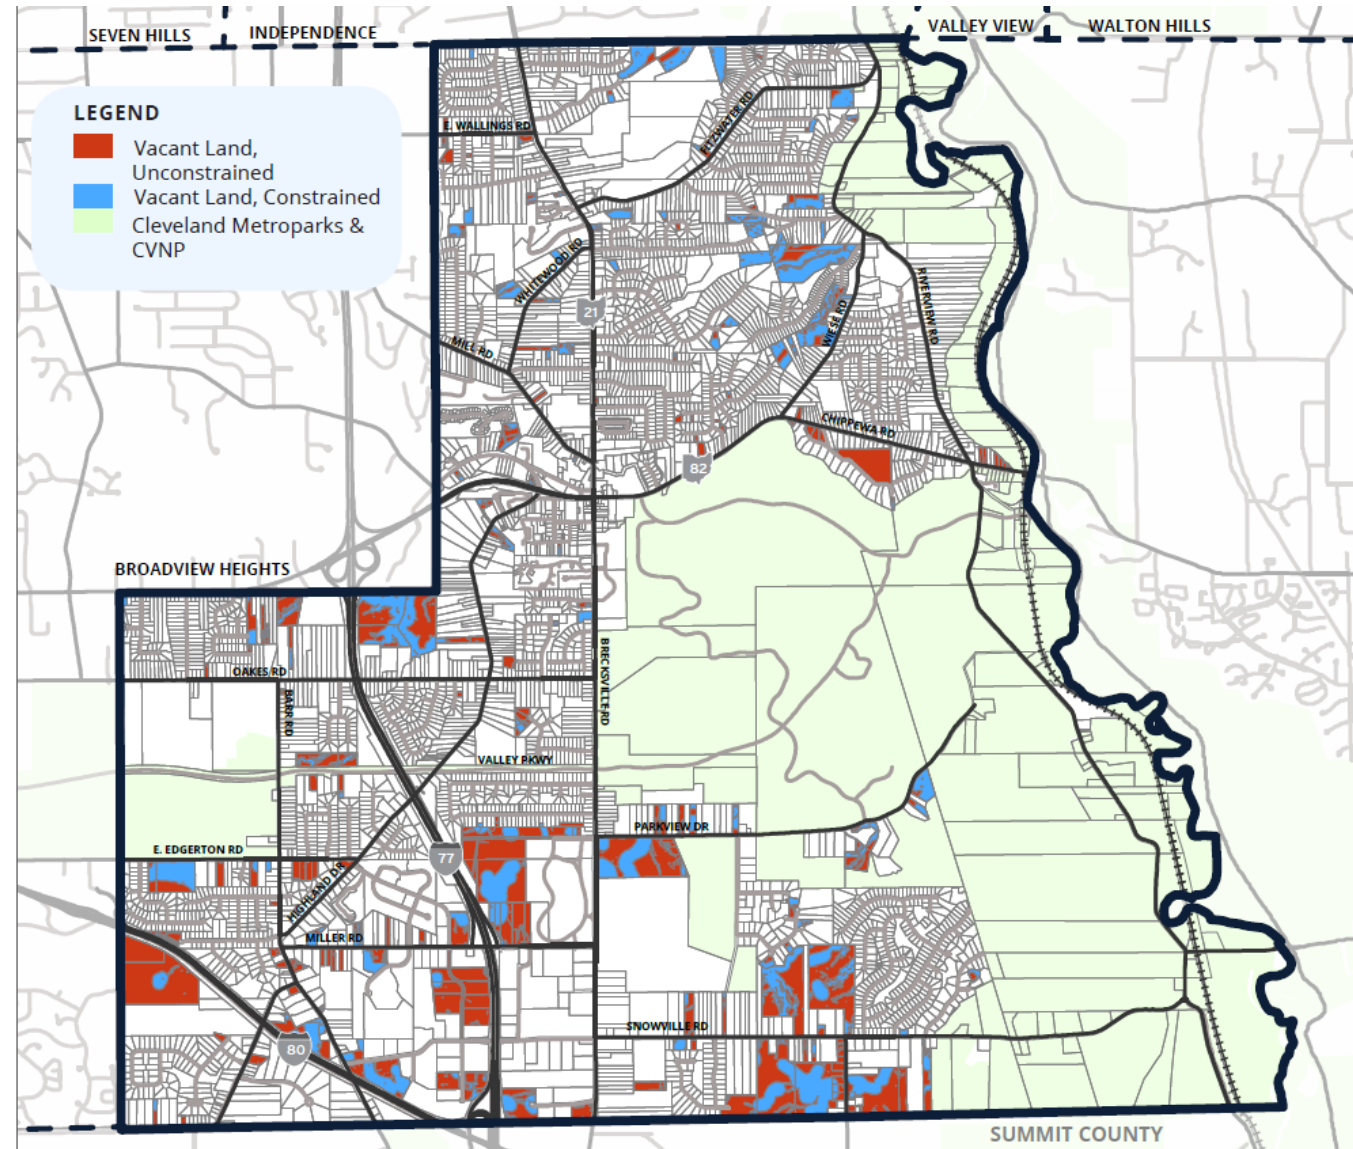 SEVEN HILLS
INDEPENDENCE
VALLEY VIEW
WALTON HILLS
LEGEND
Vacant Land,
Unconstrained
Vacant Land, Constrained
Cleveland Metroparks &
CVNP
E. WALLINGS RD
FITZWATER RD
WHITEWOOD RD
21
RIVERVIEW RD
WIESE RD
MILL RD
CHIPPEWA RD
82
BROADVIEW HEIGHTS
OAKES RD
BARR RD
BRECKSVILLE RD
VALLEY PKWY
PARKVIEW DR
E. EDGERTON RD
77
HIGHLAND DR
MILLER RD
SNOWVILLE RD
80
SUMMIT COUNTY